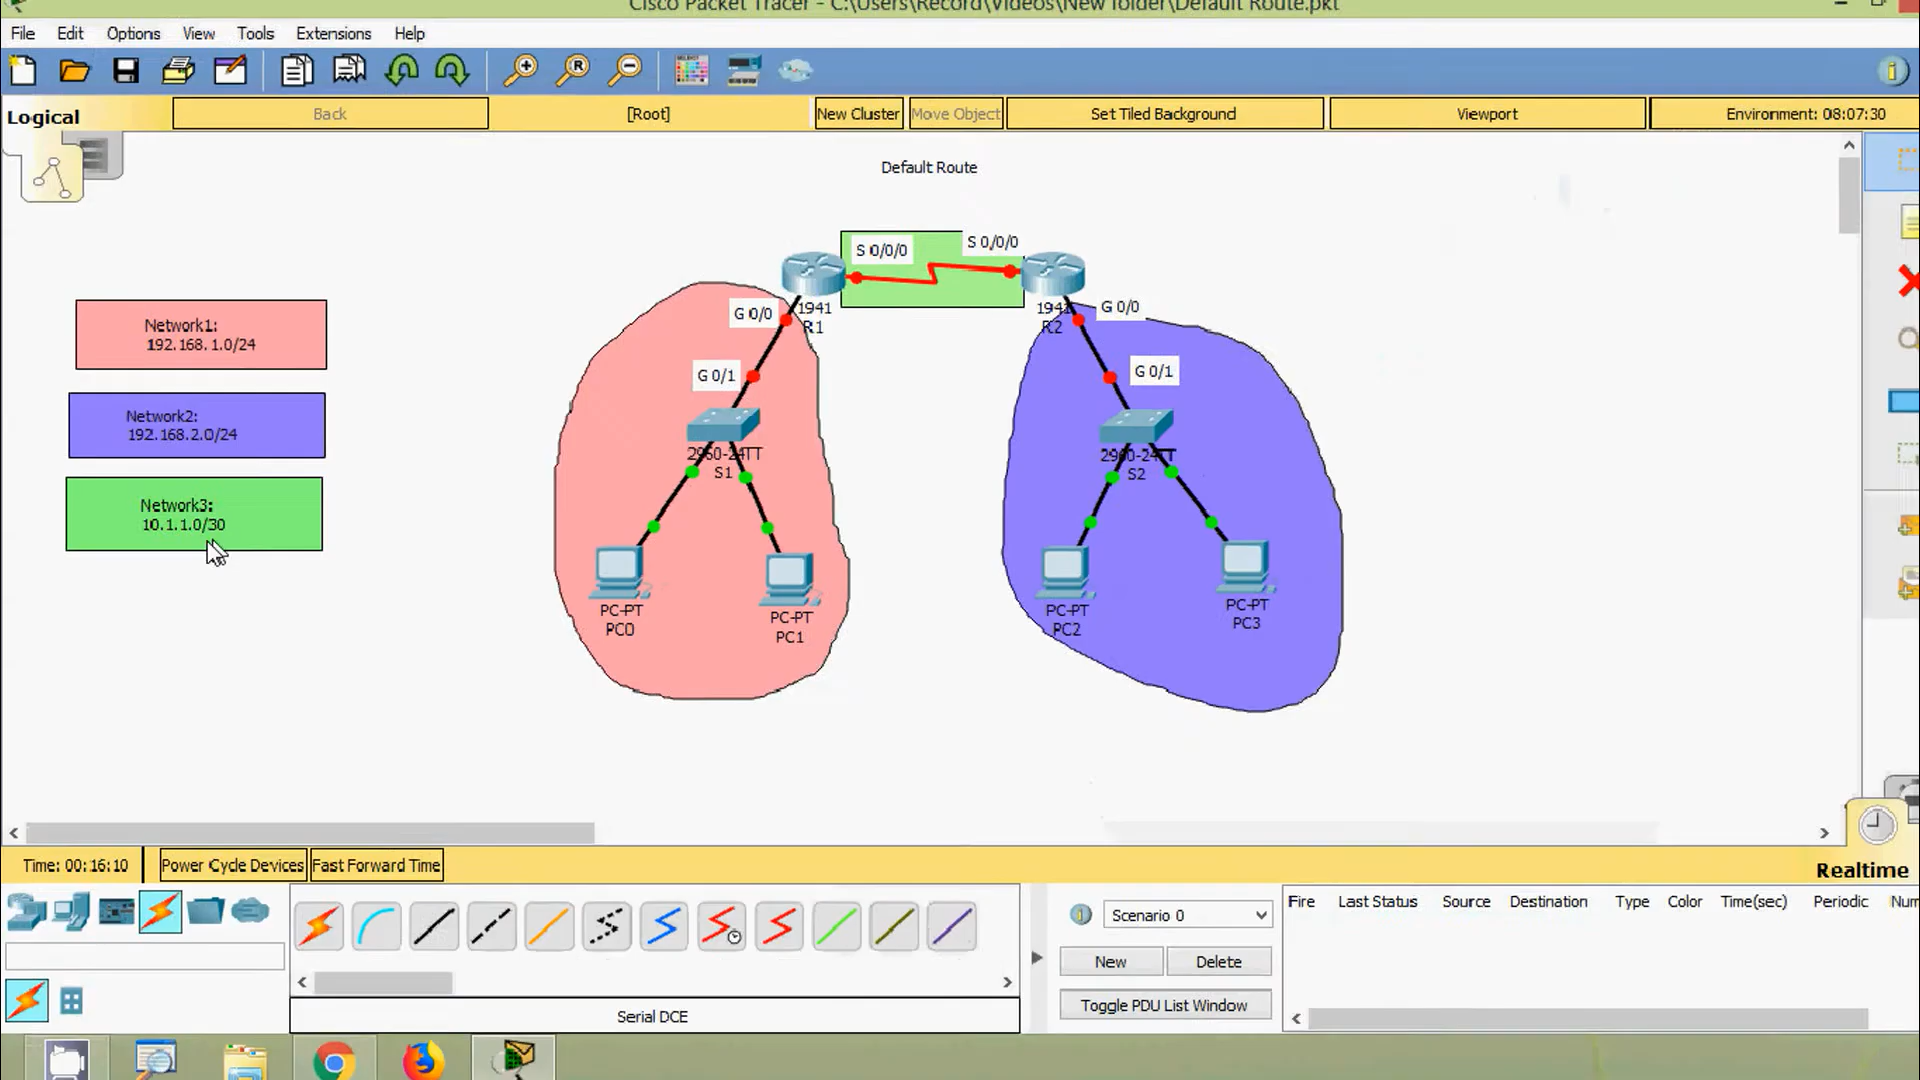 Cisco Packet Tracer - C:\Users\Record\Videos\New folder\Default Route.pkt
File Edit Options View Tools Extensions Help
Logical
Back
[Root]
New Cluster
Move Object
Set Tiled Background
Viewport
Environment: 08:07:30
Default Route
S 0/0/0
S 0/0/0
G 0/0
1941
R1
1941
R2
G 0/0
Network1:
192.168.1.0/24
G 0/1
G 0/1
Network2:
192.168.2.0/24
2960-24TT
S1
2960-24TT
S2
Network3:
10.1.1.0/30
PC-PT
PC0
PC-PT
PC1
PC-PT
PC2
PC-PT
PC3
Time: 00:16:10
Power Cycle Devices
Fast Forward Time
Realtime
Scenario 0
Fire Last Status Source Destination Type Color Time(sec) Periodic Num
New
Delete
Toggle PDU List Window
Serial DCE